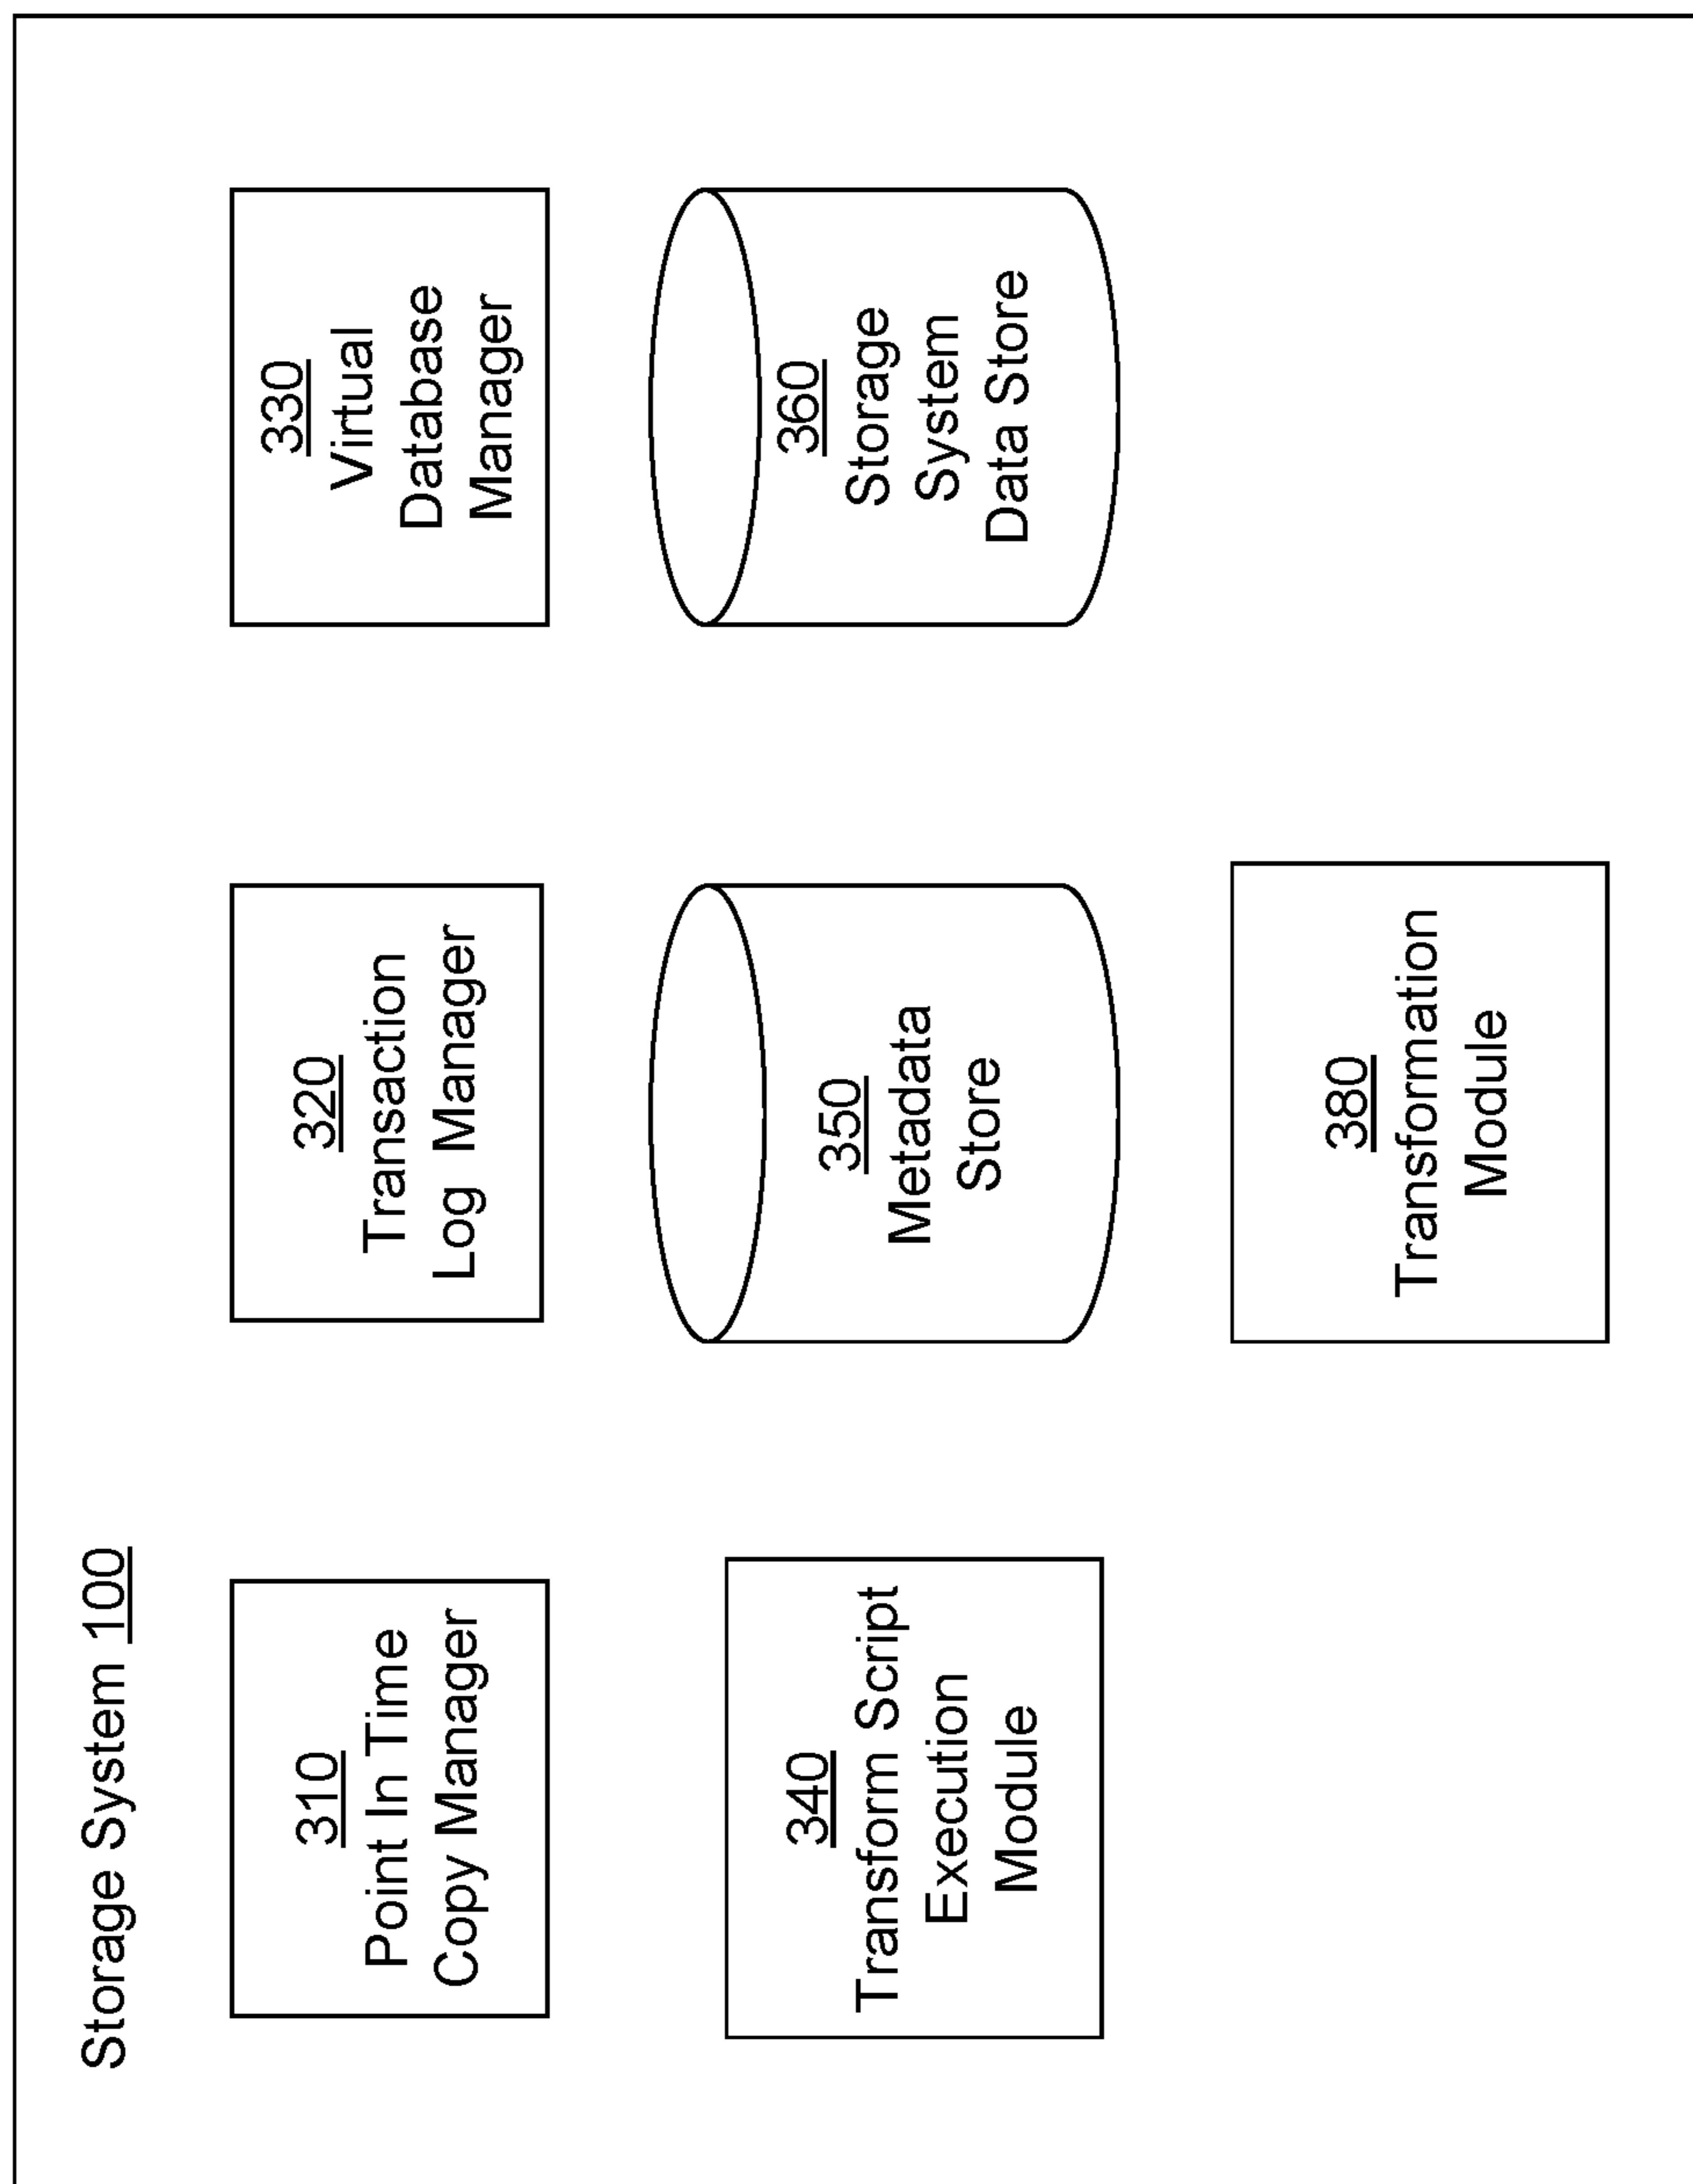 Storage System 100
310
Point In Time
Copy Manager
320
Transaction
Log Manager
330
Virtual
Database
Manager
340
Transform Script
Execution
Module
350
Metadata
Store
360
Storage
System
Data Store
380
Transformation
Module